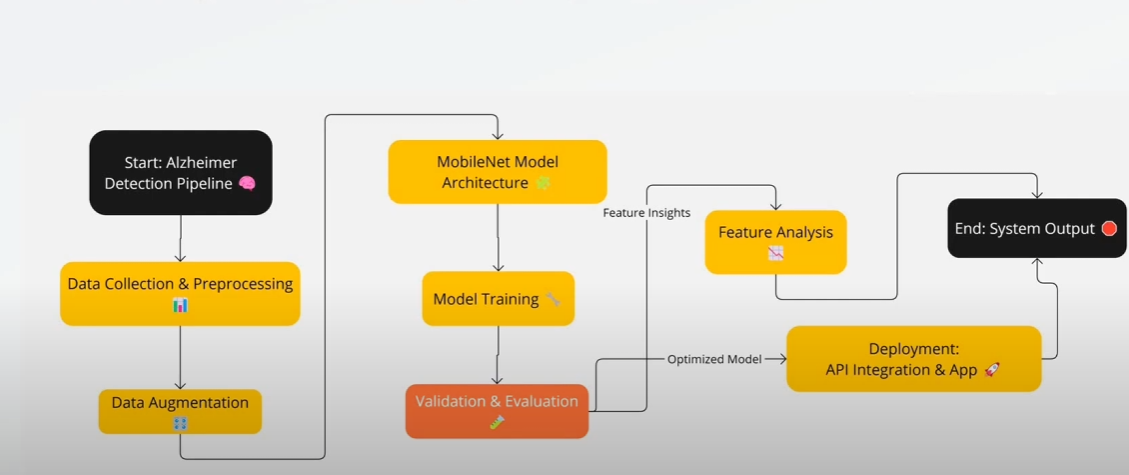 Start: Alzheimer
Detection Pipeline 🧠
Data Collection & Preprocessing
📊
Data Augmentation
🎛️
MobileNet Model
Architecture 🧩
Model Training 🔧
Validation & Evaluation
🧪
Feature Insights
Feature Analysis
📈
Optimized Model
Deployment:
API Integration & App 🚀
End: System Output 🛑